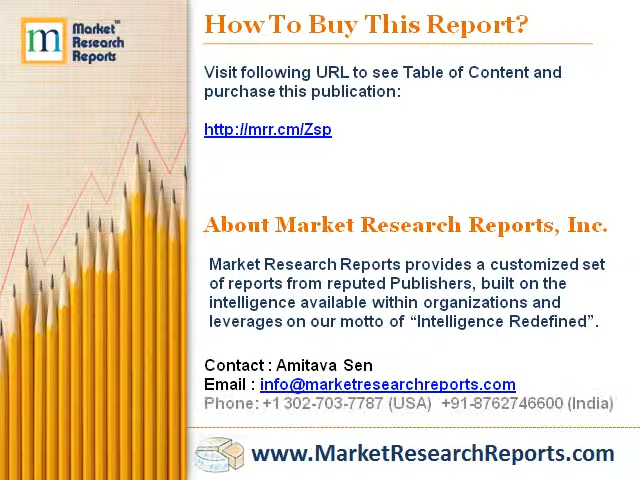 m
Market™
Research
Reports
How To Buy This Report?
Visit following URL to see Table of Content and
purchase this publication:
http://mrr.cm/Zsp
About Market Research Reports, Inc.
Market Research Reports provides a customized set
of reports from reputed Publishers, built on the
intelligence available within organizations and
leverages on our motto of “Intelligence Redefined”.
Contact : Amitava Sen
Email : info@marketresearchreports.com
Phone: +1 302-703-7787 (USA) +91-8762746600 (India)
www.MarketResearchReports.com